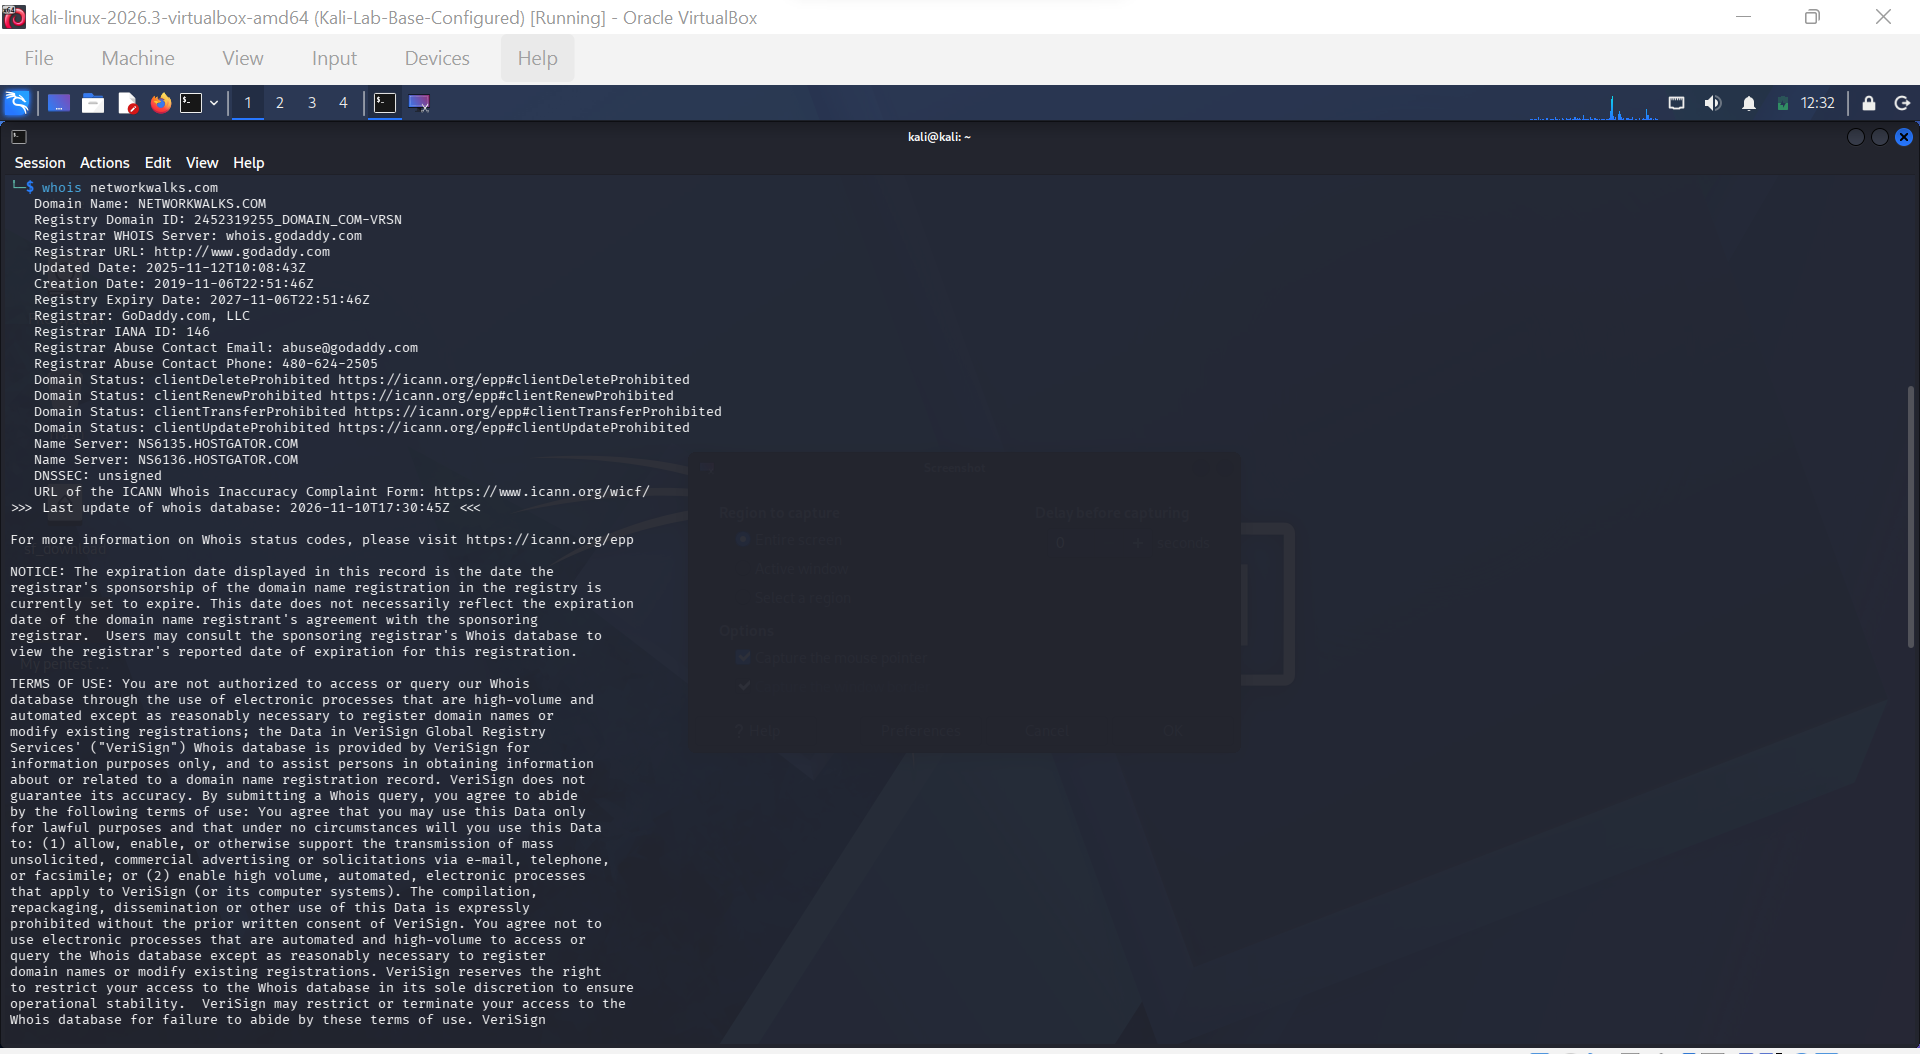 kali-linux-2026.3-virtualbox-amd64 (Kali-Lab-Base-Configured) [Running] - Oracle VirtualBox
File Machine View Input Devices Help
1 2 3 4 12:32
kali@kali: ~
Session Actions Edit View Help
└─$ whois networkwalks.com
Domain Name: NETWORKWALKS.COM
Registry Domain ID: 2452319255_DOMAIN_COM-VRSN
Registrar WHOIS Server: whois.godaddy.com
Registrar URL: http://www.godaddy.com
Updated Date: 2025-11-12T10:08:43Z
Creation Date: 2019-11-06T22:51:46Z
Registry Expiry Date: 2027-11-06T22:51:46Z
Registrar: GoDaddy.com, LLC
Registrar IANA ID: 146
Registrar Abuse Contact Email: abuse@godaddy.com
Registrar Abuse Contact Phone: 480-624-2505
Domain Status: clientDeleteProhibited https://icann.org/epp#clientDeleteProhibited
Domain Status: clientRenewProhibited https://icann.org/epp#clientRenewProhibited
Domain Status: clientTransferProhibited https://icann.org/epp#clientTransferProhibited
Domain Status: clientUpdateProhibited https://icann.org/epp#clientUpdateProhibited
Name Server: NS6135.HOSTGATOR.COM
Name Server: NS6136.HOSTGATOR.COM
DNSSEC: unsigned
URL of the ICANN Whois Inaccuracy Complaint Form: https://www.icann.org/wicf/
>>> Last update of whois database: 2026-11-10T17:30:45Z <<<
For more information on Whois status codes, please visit https://icann.org/epp
NOTICE: The expiration date displayed in this record is the date the
registrar's sponsorship of the domain name registration in the registry is
currently set to expire. This date does not necessarily reflect the expiration
date of the domain name registrant's agreement with the sponsoring
registrar.  Users may consult the sponsoring registrar's Whois database to
view the registrar's reported date of expiration for this registration.
TERMS OF USE: You are not authorized to access or query our Whois
database through the use of electronic processes that are high-volume and
automated except as reasonably necessary to register domain names or
modify existing registrations; the Data in VeriSign Global Registry
Services' ("VeriSign") Whois database is provided by VeriSign for
information purposes only, and to assist persons in obtaining information
about or related to a domain name registration record. VeriSign does not
guarantee its accuracy. By submitting a Whois query, you agree to abide
by the following terms of use: You agree that you may use this Data only
for lawful purposes and that under no circumstances will you use this Data
to: (1) allow, enable, or otherwise support the transmission of mass
unsolicited, commercial advertising or solicitations via e-mail, telephone,
or facsimile; or (2) enable high volume, automated, electronic processes
that apply to VeriSign (or its computer systems). The compilation,
repackaging, dissemination or other use of this Data is expressly
prohibited without the prior written consent of VeriSign. You agree not to
use electronic processes that are automated and high-volume to access or
query the Whois database except as reasonably necessary to register
domain names or modify existing registrations. VeriSign reserves the right
to restrict your access to the Whois database in its sole discretion to ensure
operational stability.  VeriSign may restrict or terminate your access to the
Whois database for failure to abide by these terms of use. VeriSign
Screenshot
Region to capture
Delay before capturing
Entire screen
0 seconds
Active window
Select a region
Options
Capture the mouse pointer
? Help Preferences Cancel OK